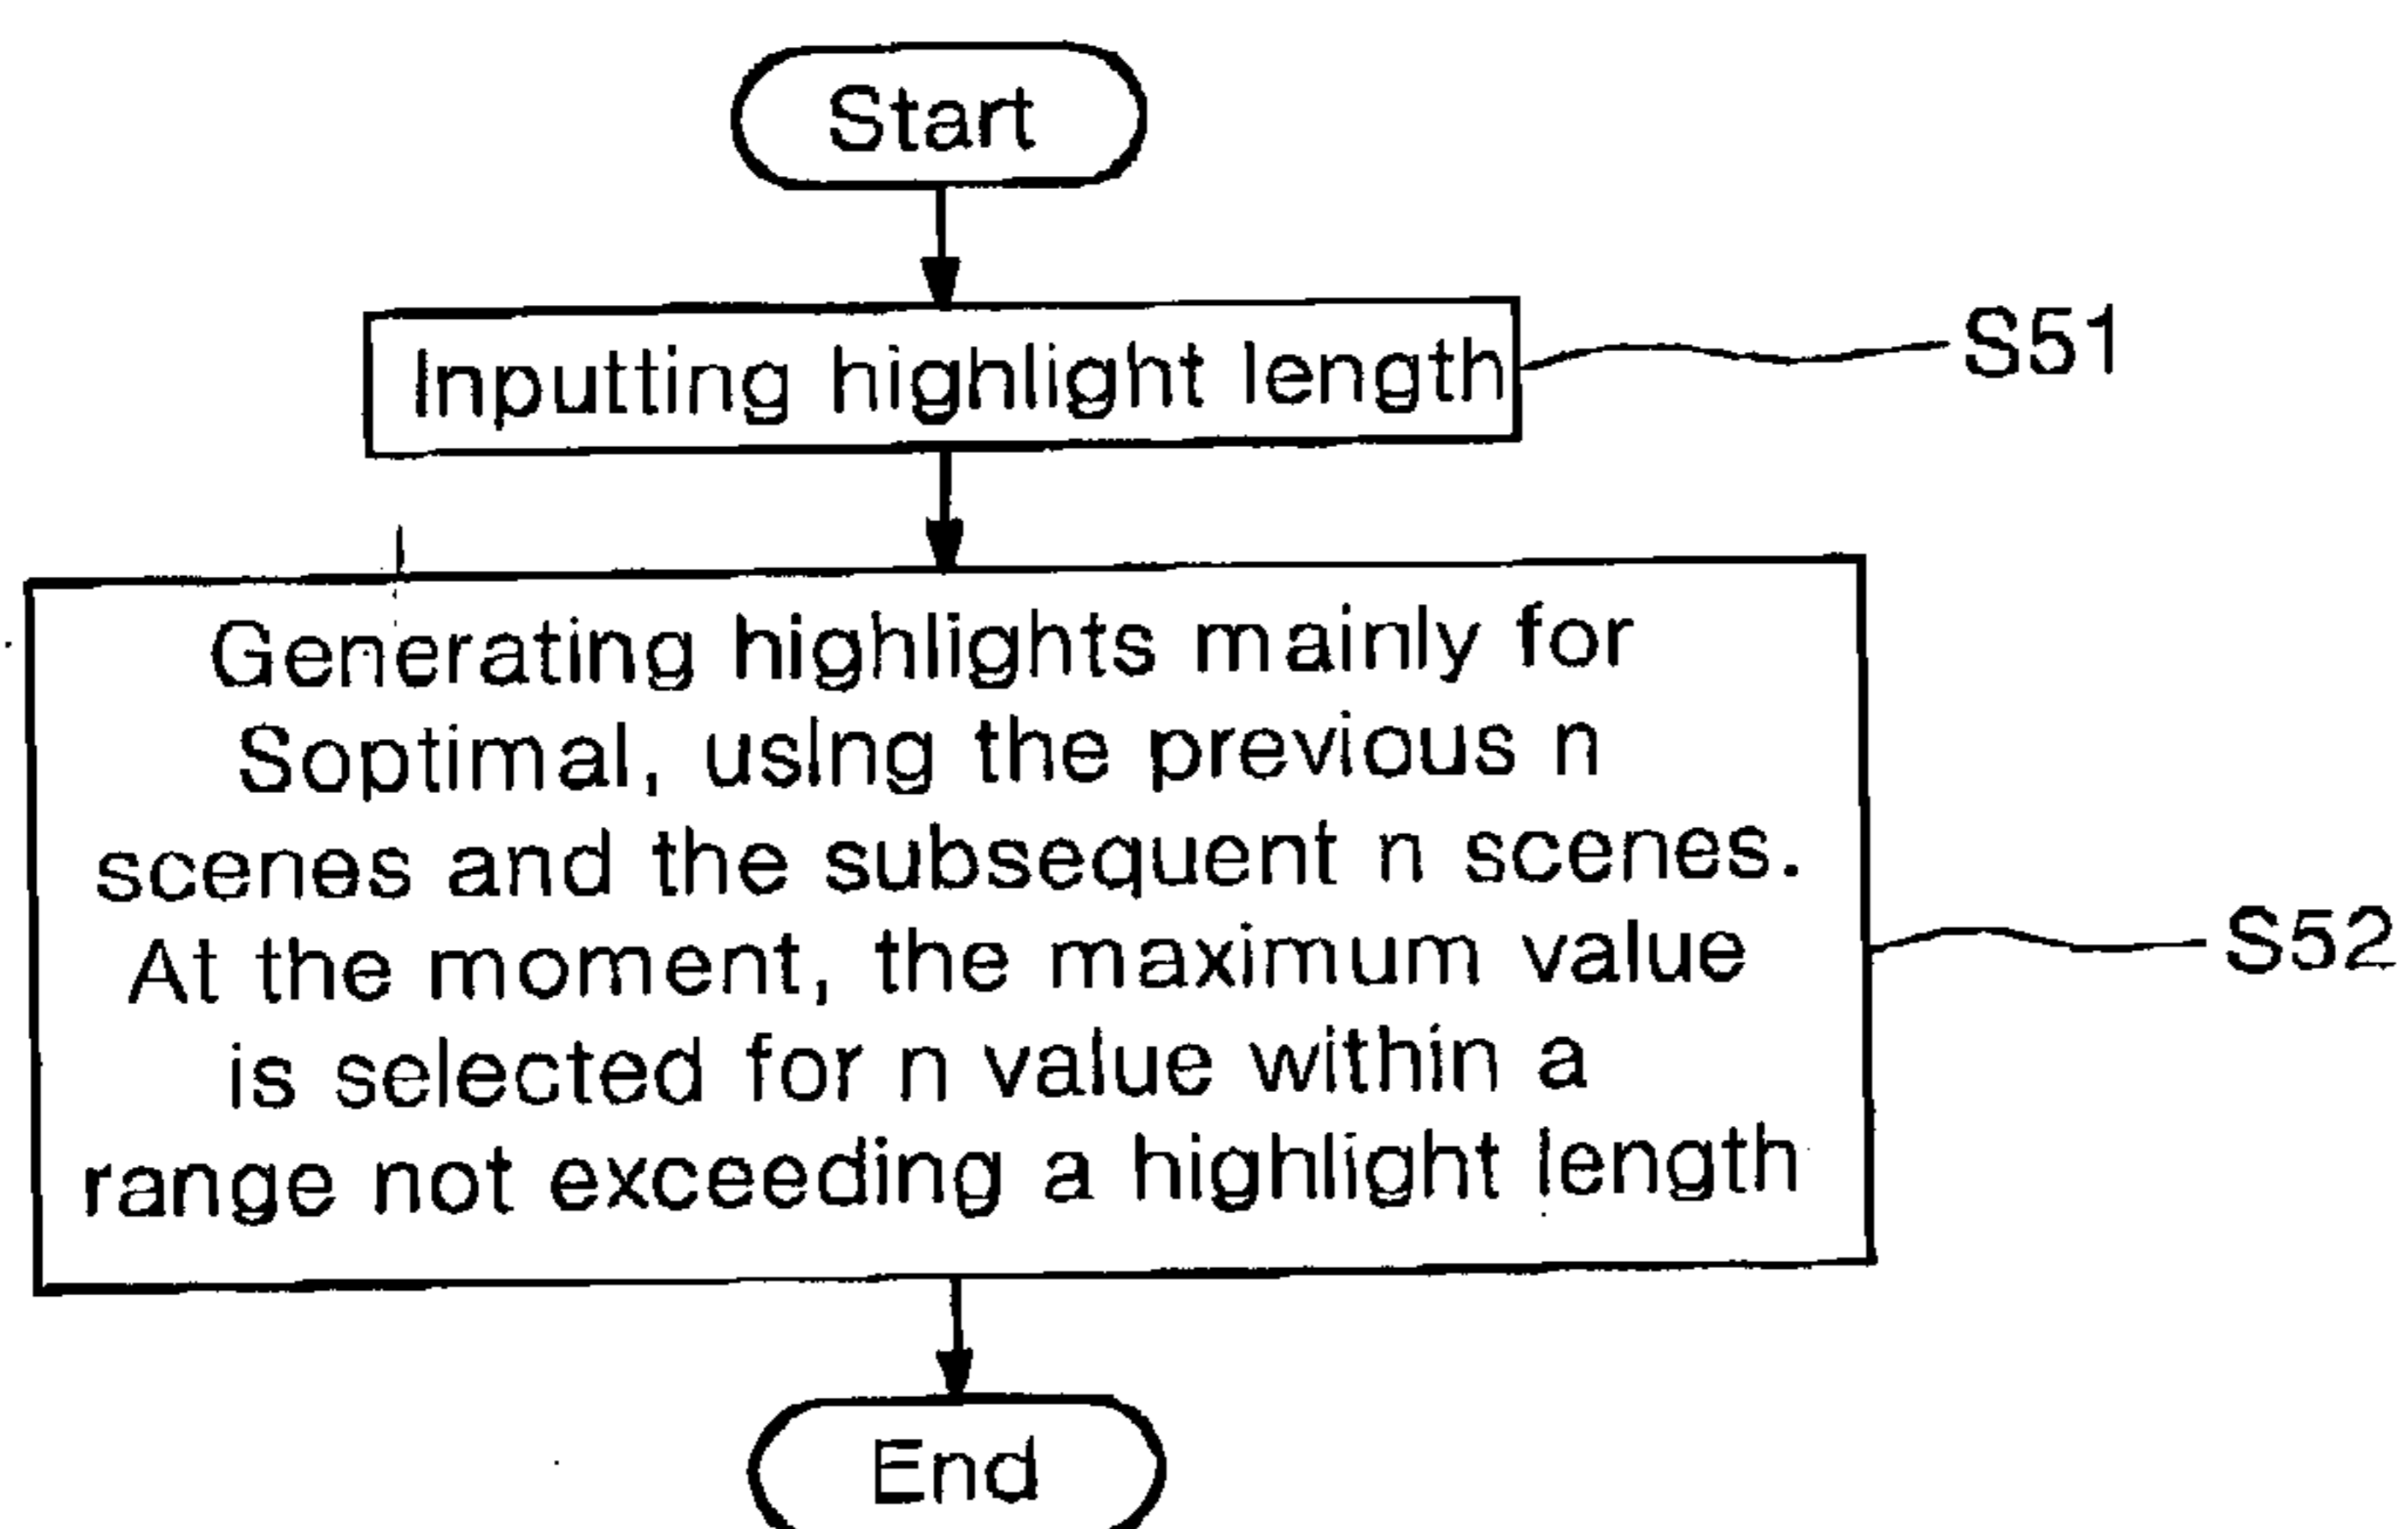 Start
Inputting highlight length
S51
Generating highlights mainly for
Soptimal, using the previous n
scenes and the subsequent n scenes.
At the moment, the maximum value
is selected for n value within a
range not exceeding a highlight length
S52
End